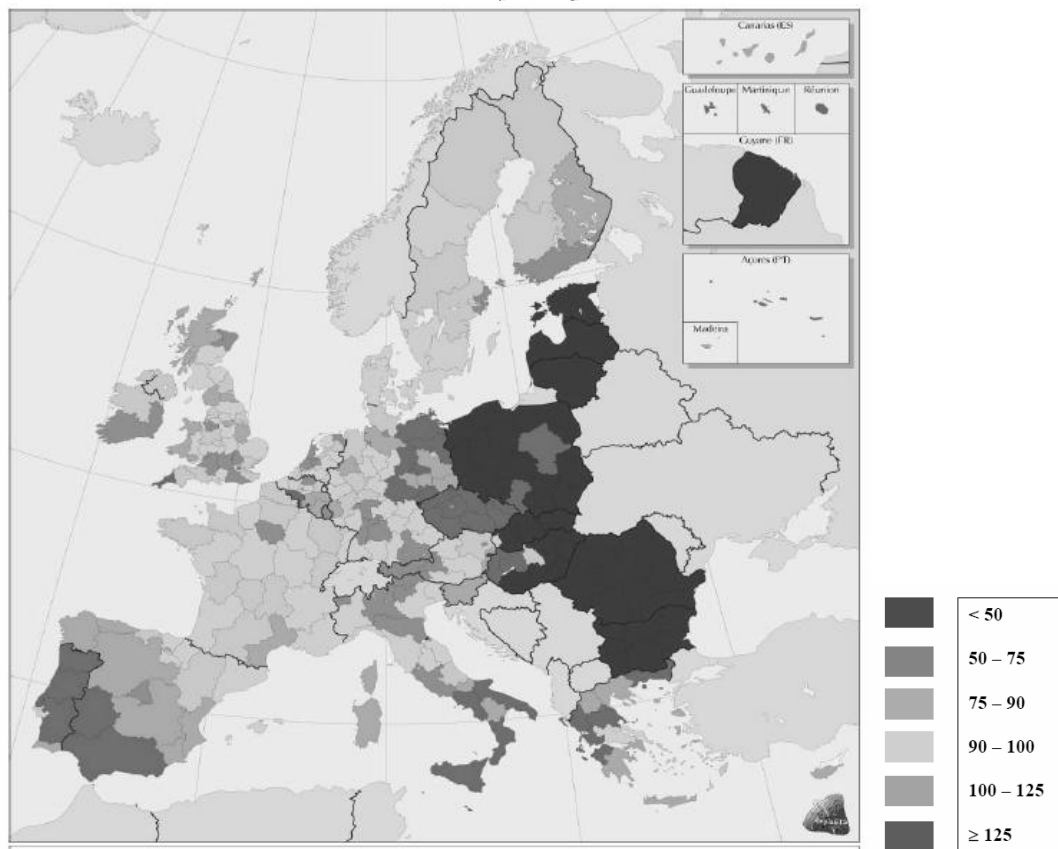 Canarias (ES)
Guadeloupe
Martinique
Réunion
Guyane (FR)
Açores (PT)
Madeira
< 50
50 – 75
75 – 90
90 – 100
100 – 125
≥ 125